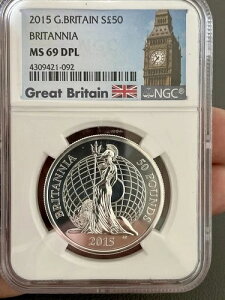 2015 G.BRITAIN S£50
BRITANNIA
MS 69 DPL
4309421-092
Great Britain
NGC
BRITANNIA
50 POUNDS
2015